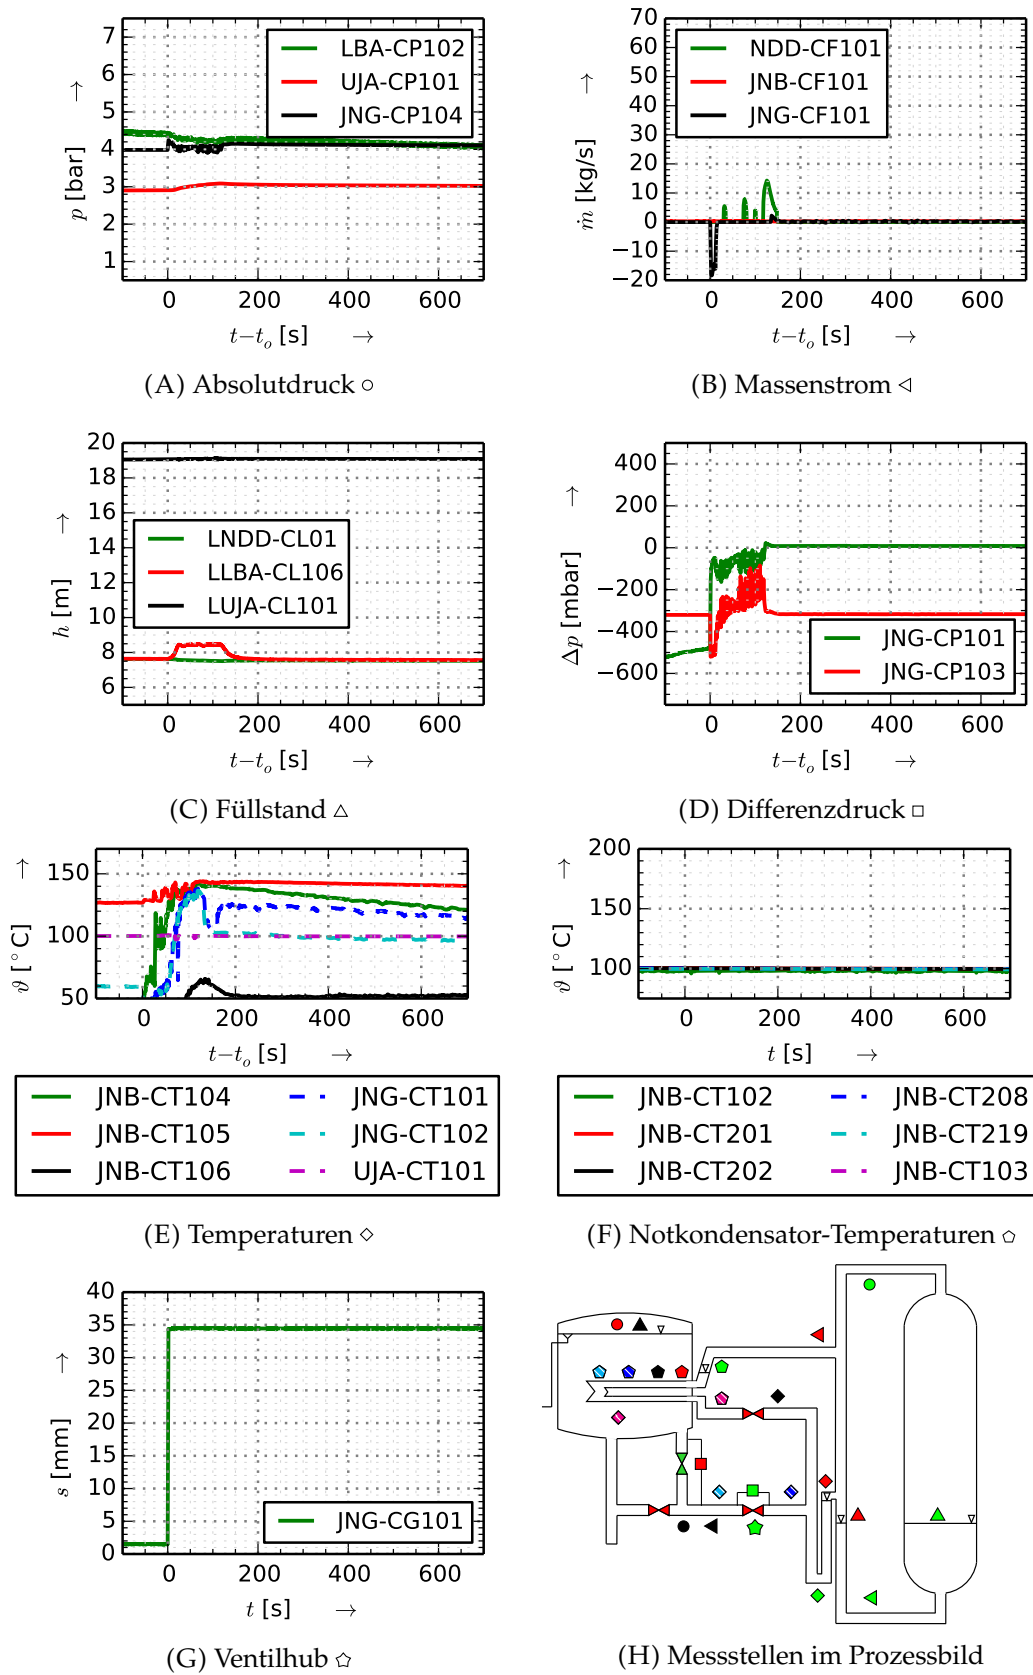 7
6
5
4
3
2
1
p [bar] →
LBA-CP102
UJA-CP101
JNG-CP104
0 200 400 600
t−t_o [s] →
(A) Absolutdruck ○
70
60
50
40
30
20
10
0
−10
−20
ṁ [kg/s] →
NDD-CF101
JNB-CF101
JNG-CF101
0 200 400 600
t−t_o [s] →
(B) Massenstrom ◁
20
18
16
14
12
10
8
6
h [m] →
LNDD-CL01
LLBA-CL106
LUJA-CL101
0 200 400 600
t−t_o [s] →
(C) Füllstand △
400
200
0
−200
−400
−600
Δp [mbar] →
JNG-CP101
JNG-CP103
0 200 400 600
t−t_o [s] →
(D) Differenzdruck □
150
100
50
ϑ [°C] →
0 200 400 600
t−t_o [s] →
JNB-CT104 JNG-CT101
JNB-CT105 JNG-CT102
JNB-CT106 UJA-CT101
(E) Temperaturen ◇
200
150
100
ϑ [°C] →
0 200 400 600
t [s] →
JNB-CT102 JNB-CT208
JNB-CT201 JNB-CT219
JNB-CT202 JNB-CT103
(F) Notkondensator-Temperaturen ⬠
40
35
30
25
20
15
10
5
0
s [mm] →
JNG-CG101
0 200 400 600
t [s] →
(G) Ventilhub ☆
(H) Messstellen im Prozessbild